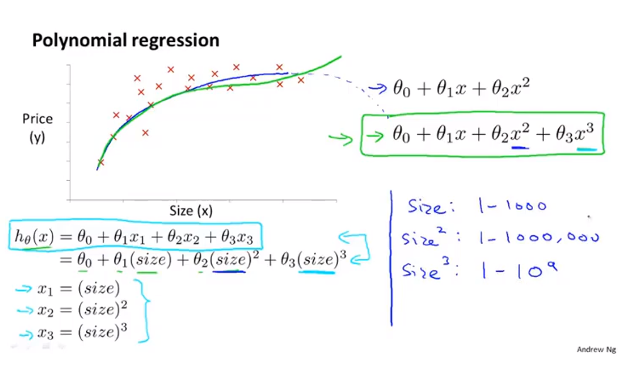 Polynomial regression
Price
(y)
Size (x)
→ θ₀ + θ₁x + θ₂x²
→ → θ₀ + θ₁x + θ₂x² + θ₃x³
h_θ(x) = θ₀ + θ₁x₁ + θ₂x₂ + θ₃x₃
= θ₀ + θ₁(size) + θ₂(size)² + θ₃(size)³
→ x₁ = (size)
→ x₂ = (size)²
→ x₃ = (size)³
Size: 1 - 1000
Size²: 1 - 1000,000
Size³: 1 - 10⁹
Andrew Ng